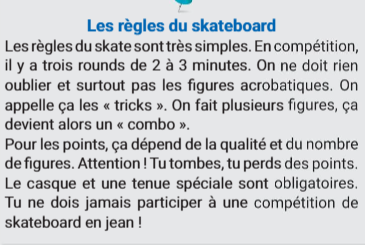 Les règles du skateboard
Les règles du skate sont très simples. En compétition,
il y a trois rounds de 2 à 3 minutes. On ne doit rien
oublier et surtout pas les figures acrobatiques. On
appelle ça les « tricks ». On fait plusieurs figures, ça
devient alors un « combo ».
Pour les points, ça dépend de la qualité et du nombre
de figures. Attention ! Tu tombes, tu perds des points.
Le casque et une tenue spéciale sont obligatoires.
Tu ne dois jamais participer à une compétition de
skateboard en jean !